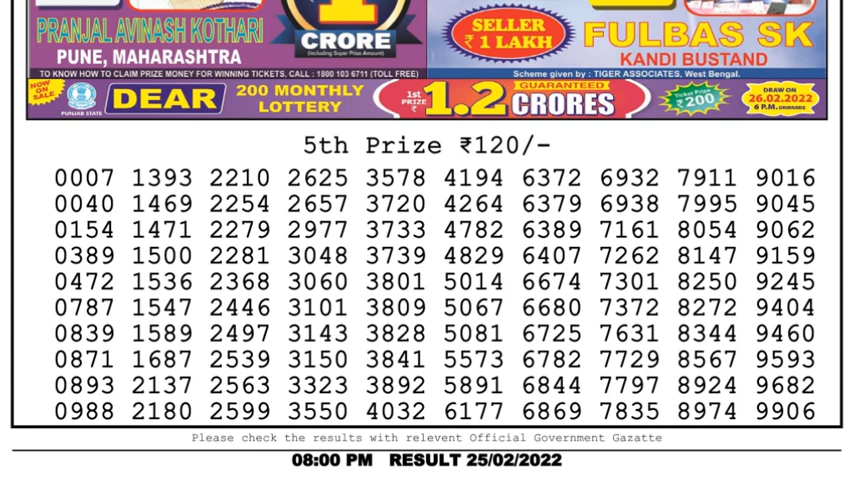 1
CRORE
(Including Super Prize Amount)
PRANJAL AVINASH KOTHARI
PUNE, MAHARASHTRA
TO KNOW HOW TO CLAIM PRIZE MONEY FOR WINNING TICKETS. CALL : 1800 103 6711 (TOLL FREE)
SELLER
₹ 1 LAKH
FULBAS SK
KANDI BUSTAND
Scheme given by : TIGER ASSOCIATES, West Bengal.
NOW ON SALE
PUNJAB STATE
DEAR
200 MONTHLY
LOTTERY
1st PRIZE ₹
1.2
GUARANTEED
CRORES
Ticket Price
₹200
DRAW ON
26.02.2022
6 P.M. ONWARDS
5th Prize ₹120/-
0007 1393 2210 2625 3578 4194 6372 6932 7911 9016
0040 1469 2254 2657 3720 4264 6379 6938 7995 9045
0154 1471 2279 2977 3733 4782 6389 7161 8054 9062
0389 1500 2281 3048 3739 4829 6407 7262 8147 9159
0472 1536 2368 3060 3801 5014 6674 7301 8250 9245
0787 1547 2446 3101 3809 5067 6680 7372 8272 9404
0839 1589 2497 3143 3828 5081 6725 7631 8344 9460
0871 1687 2539 3150 3841 5573 6782 7729 8567 9593
0893 2137 2563 3323 3892 5891 6844 7797 8924 9682
0988 2180 2599 3550 4032 6177 6869 7835 8974 9906
Please check the results with relevent Official Government Gazatte
08:00 PM RESULT 25/02/2022